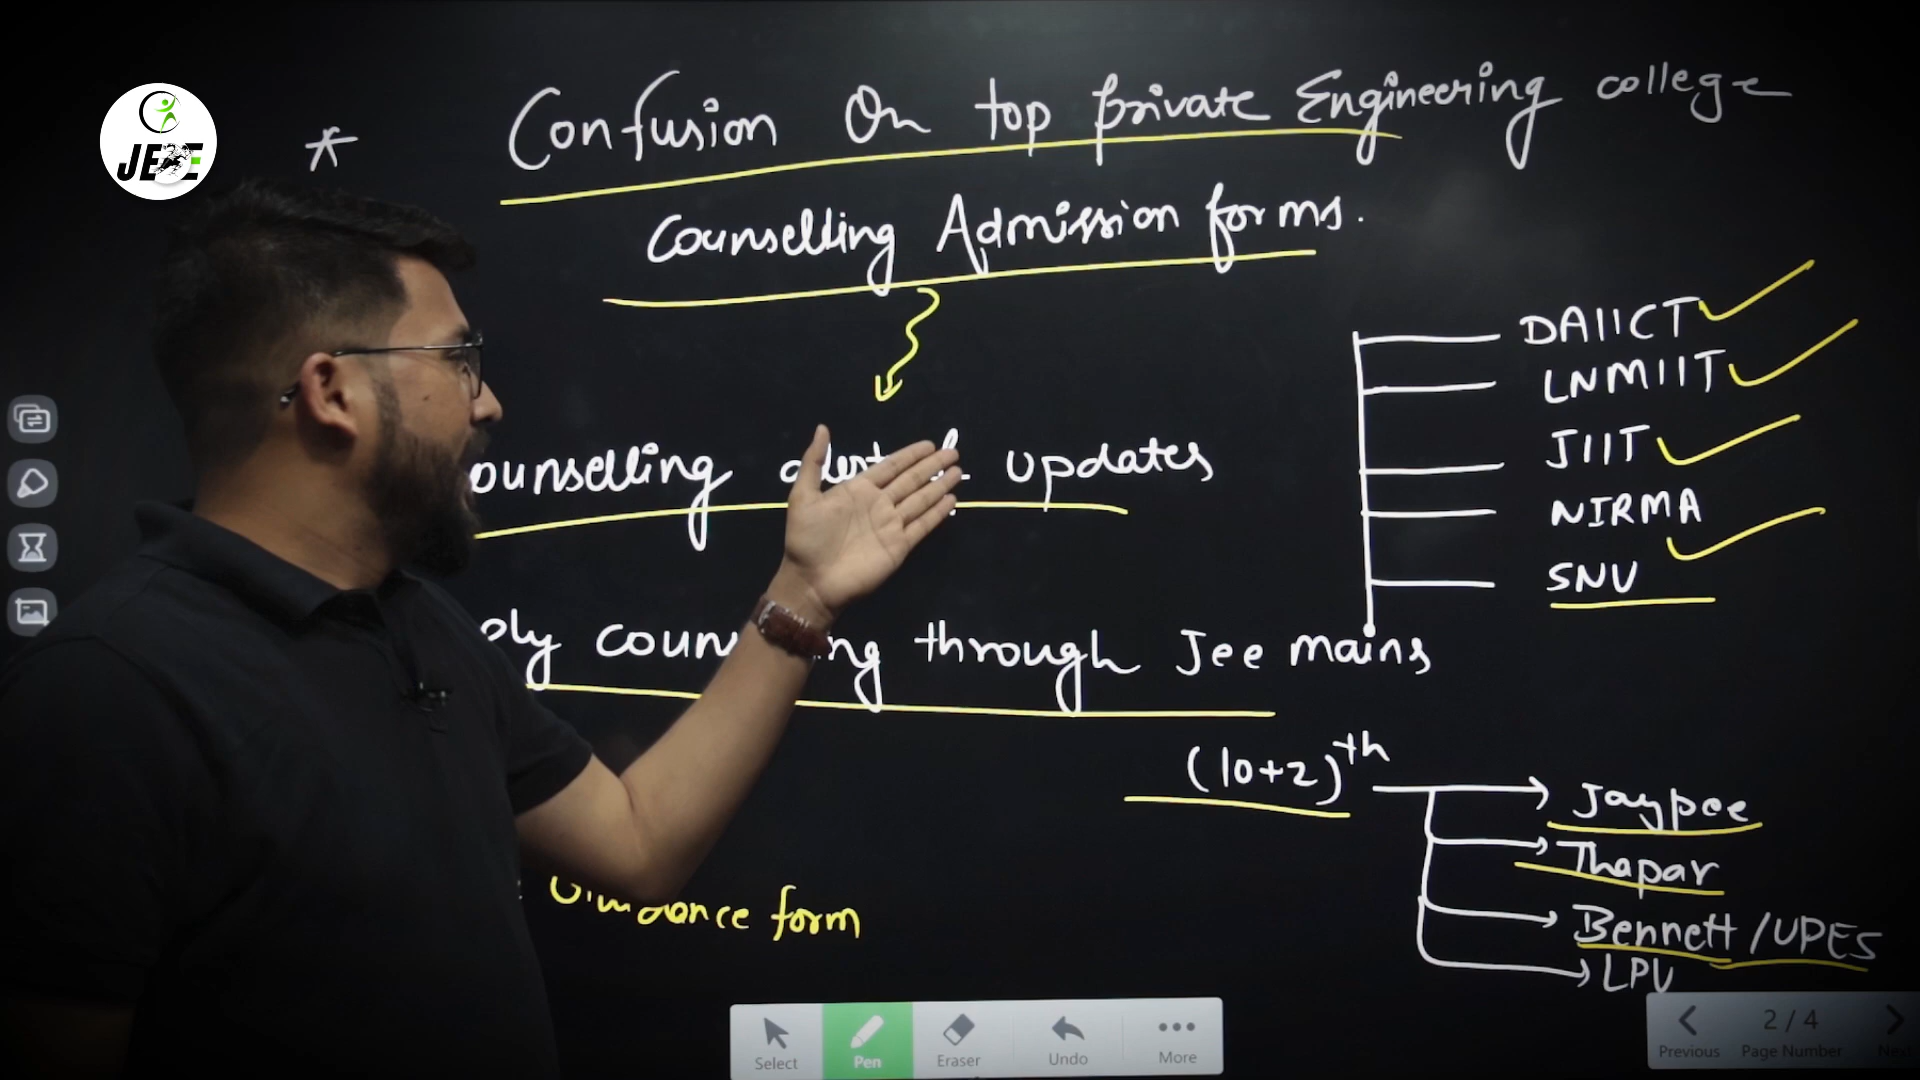 JEE
* Confusion On top private Engineering college
Counselling Admission forms.
DAIICT
LNMIIT
ounselling updates
JIIT
NIRMA
SNU
through Jee mains
(10+2)th
Jaypee
Thapar
form
Bennett/UPES
LPU
Select
Pen
Eraser
Undo
More
2/4
Previous
Page Number